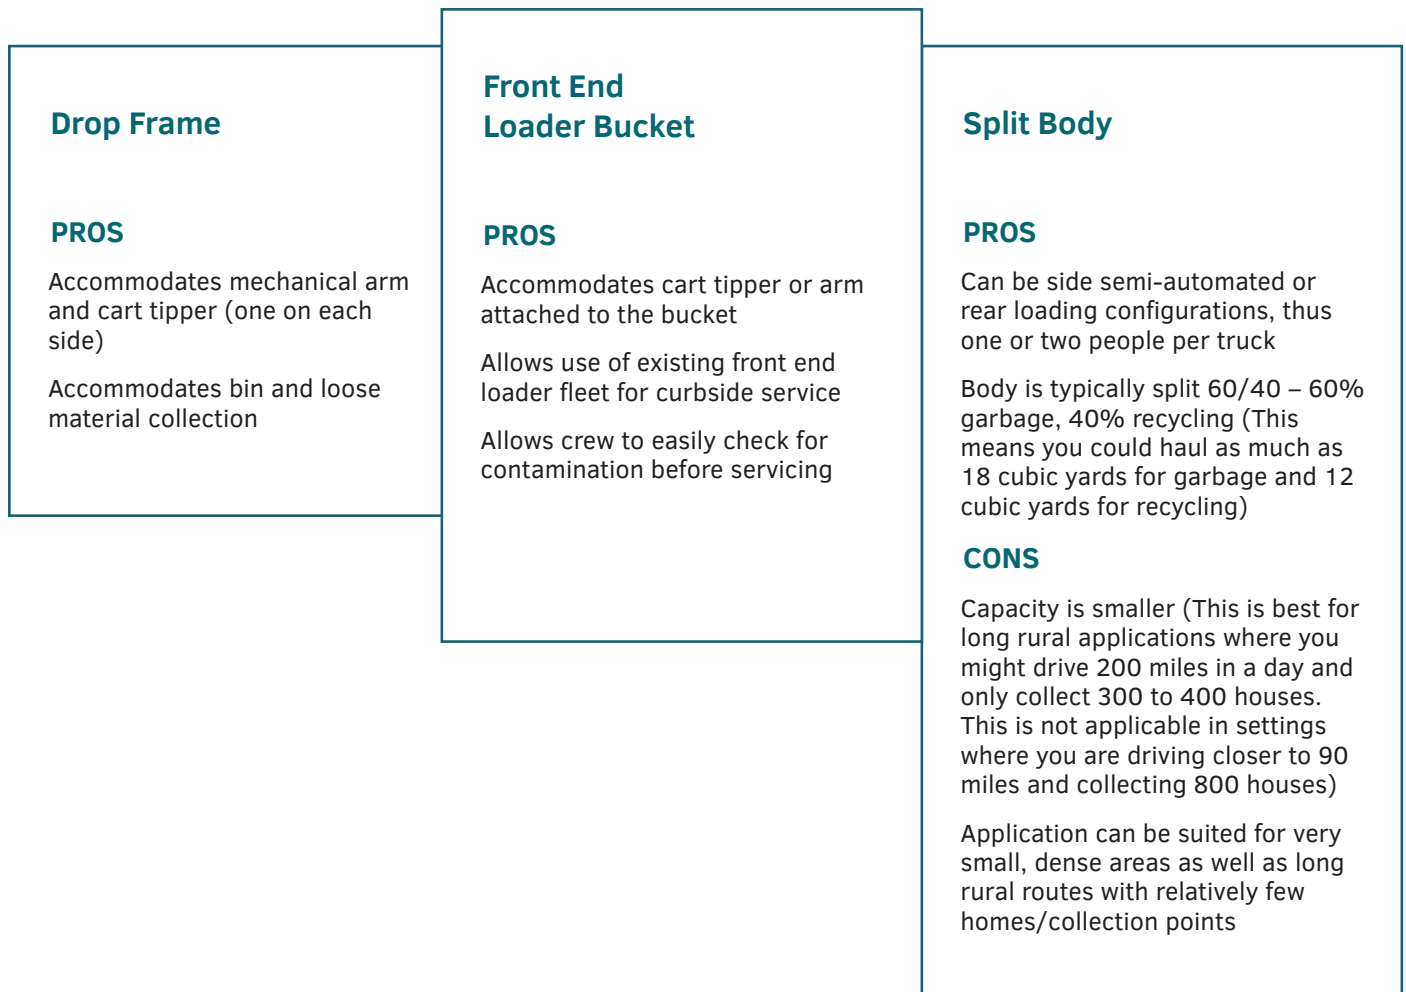 Drop Frame
PROS
Accommodates mechanical arm
and cart tipper (one on each
side)
Accommodates bin and loose
material collection
Front End
Loader Bucket
PROS
Accommodates cart tipper or arm
attached to the bucket
Allows use of existing front end
loader fleet for curbside service
Allows crew to easily check for
contamination before servicing
Split Body
PROS
Can be side semi-automated or
rear loading configurations, thus
one or two people per truck
Body is typically split 60/40 – 60%
garbage, 40% recycling (This
means you could haul as much as
18 cubic yards for garbage and 12
cubic yards for recycling)
CONS
Capacity is smaller (This is best for
long rural applications where you
might drive 200 miles in a day and
only collect 300 to 400 houses.
This is not applicable in settings
where you are driving closer to 90
miles and collecting 800 houses)
Application can be suited for very
small, dense areas as well as long
rural routes with relatively few
homes/collection points